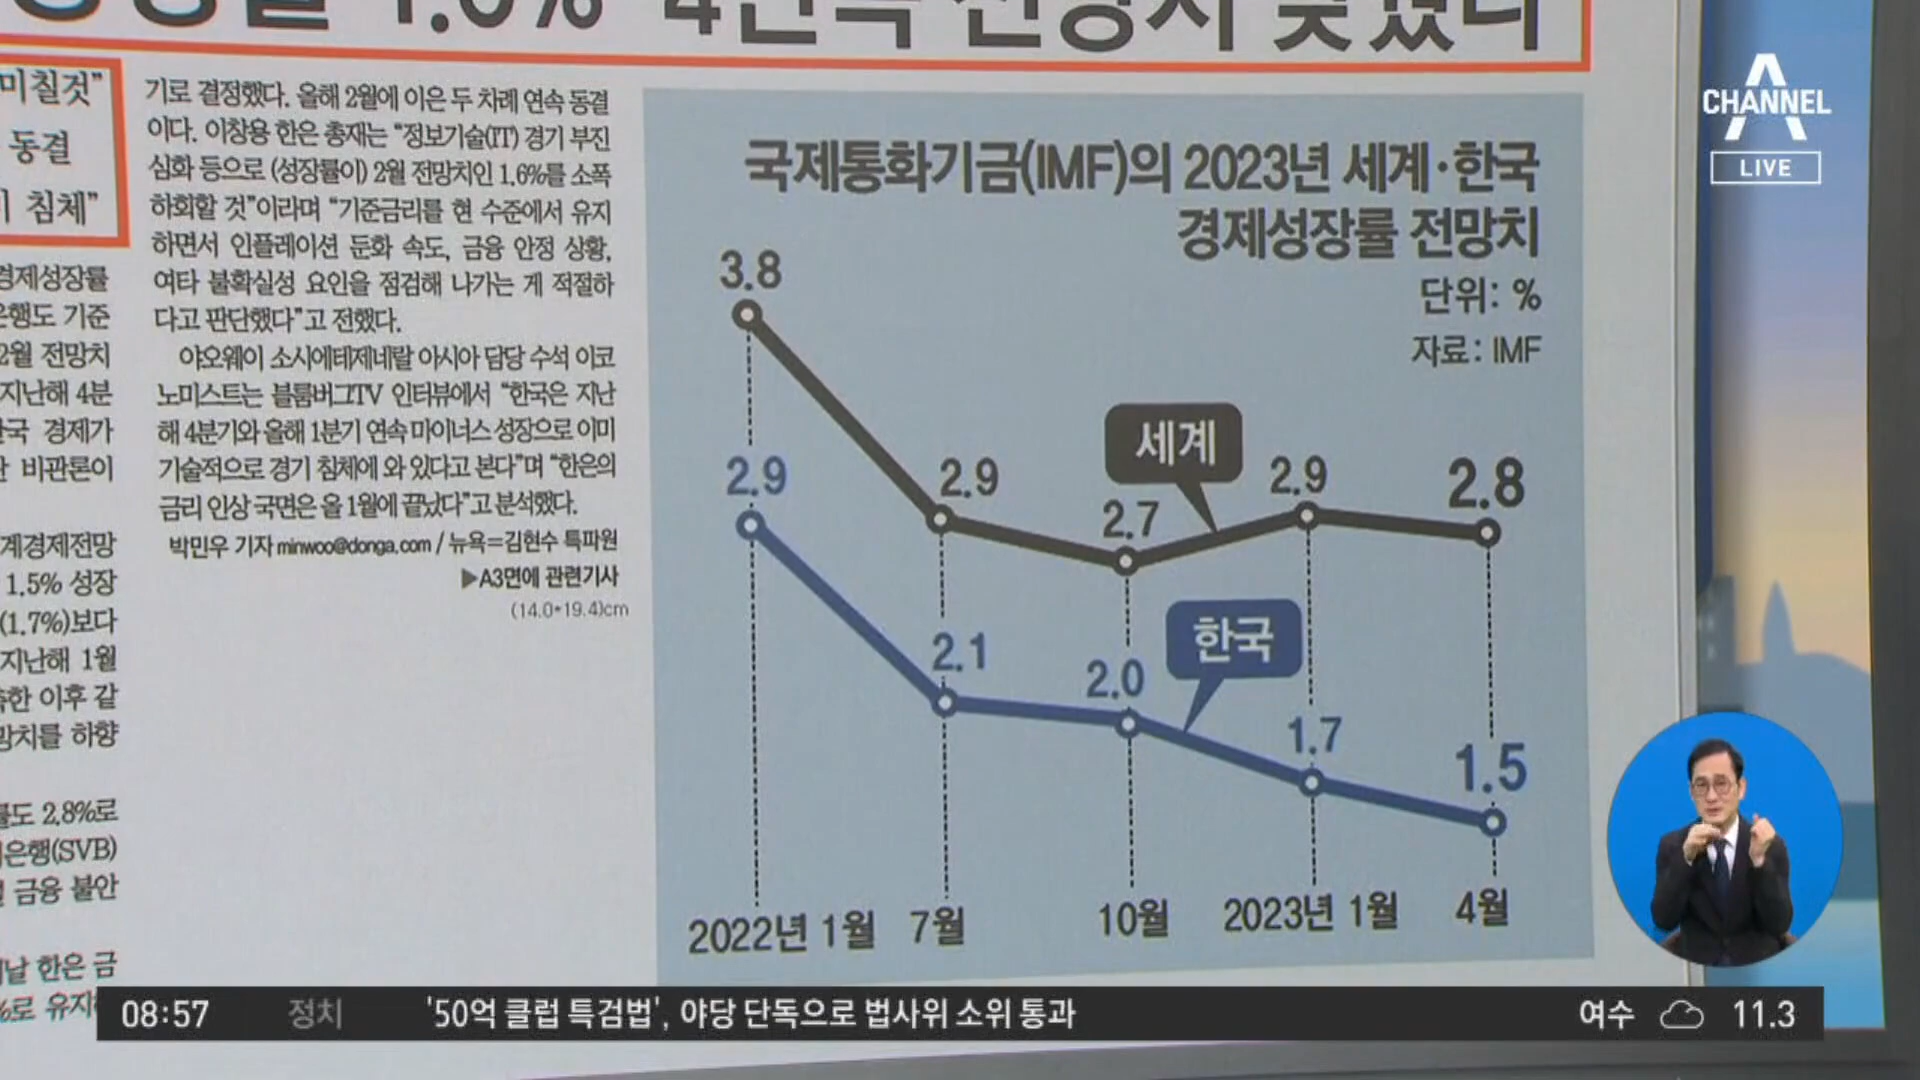 4연속 전망치 낮췄다
미칠것”
동결
침체”
경제성장률
은행도 기준
2월 전망치
지난해 4분
한국 경제가
비관론이
계경제전망
1.5% 성장
(1.7%)보다
지난해 1월
측한 이후 같
망치를 하향
률도 2.8%로
은행(SVB)
금융 불안
날 한은 금
%로 유지
기로 결정했다. 올해 2월에 이은 두 차례 연속 동결
이다. 이창용 한은 총재는 “정보기술(IT) 경기 부진
심화 등으로 (성장률이) 2월 전망치인 1.6%를 소폭
하회할 것”이라며 “기준금리를 현 수준에서 유지
하면서 인플레이션 둔화 속도, 금융 안정 상황,
여타 불확실성 요인을 점검해 나가는 게 적절하
다고 판단했다”고 전했다.
야오웨이 소시에테제네랄 아시아 담당 수석 이코
노미스트는 블룸버그TV 인터뷰에서 “한국은 지난
해 4분기와 올해 1분기 연속 마이너스 성장으로 이미
기술적으로 경기 침체에 와 있다고 본다”며 “한은의
금리 인상 국면은 올 1월에 끝났다”고 분석했다.
박민우 기자 minwoo@donga.com / 뉴욕=김현수 특파원
▶A3면에 관련기사
(14.0*19.4)cm
국제통화기금(IMF)의 2023년 세계·한국
경제성장률 전망치
단위: %
자료: IMF
3.8
2.9
2.7
2.9
2.8
세계
2.9
2.1
2.0
1.7
1.5
한국
2022년 1월 7월 10월 2023년 1월 4월
CHANNEL A
LIVE
08:57 정치 '50억 클럽 특검법', 야당 단독으로 법사위 소위 통과 여수 11.3